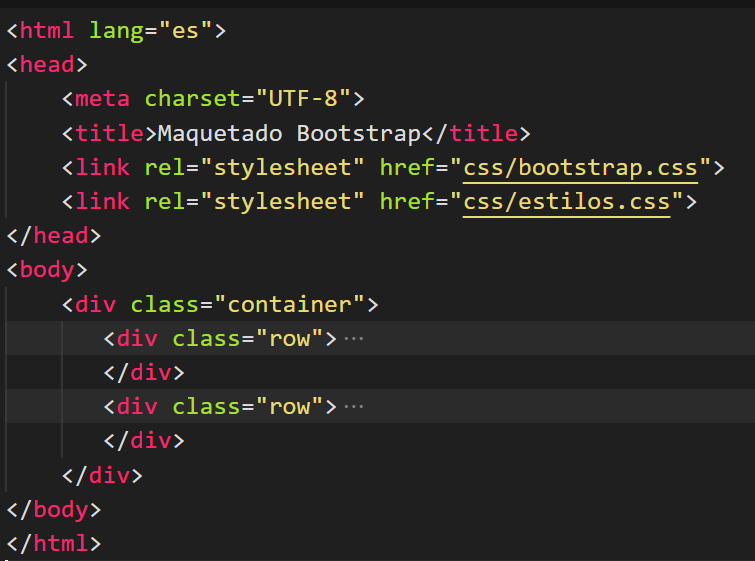 <html lang="es">
<head>
    <meta charset="UTF-8">
    <title>Maquetado Bootstrap</title>
    <link rel="stylesheet" href="css/bootstrap.css">
    <link rel="stylesheet" href="css/estilos.css">
</head>
<body>
    <div class="container">
       <div class="row">···
       </div>
       <div class="row">···
       </div>
    </div>
</body>
</html>